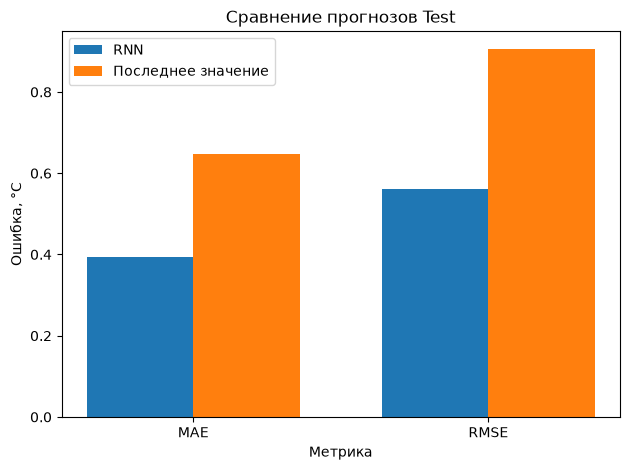 Сравнение прогнозов Test
RNN
Последнее значение
0.8
0.6
0.4
0.2
0.0
Ошибка, °C
MAE
RMSE
Метрика